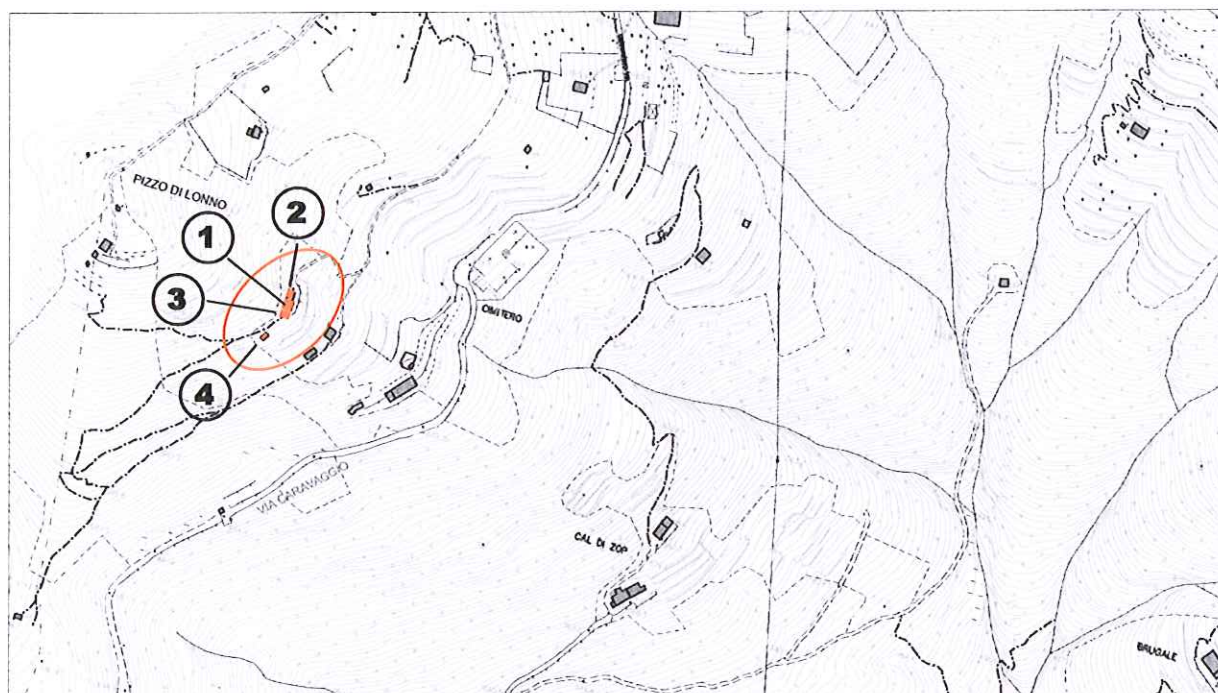 PIZZO DI LONNO
2
1
3
4
CIMITERO
VIA CARAVAGGIO
CAL DI ZOP
BRUGALE